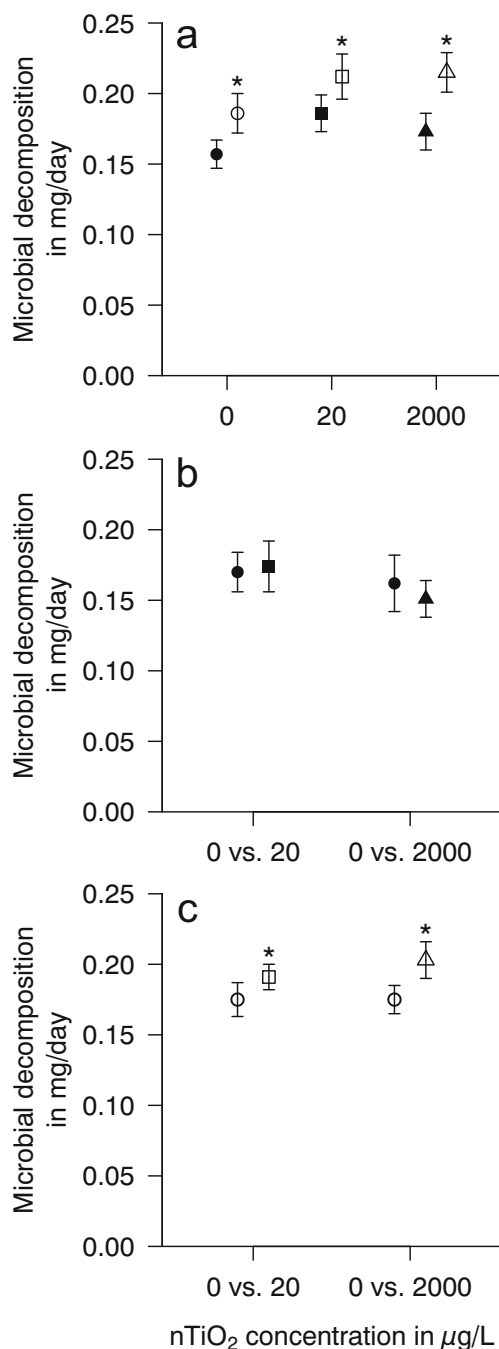 a
Microbial decomposition
in mg/day
0.25
0.20
0.15
0.10
0.05
0.00
* * *
0 20 2000
b
Microbial decomposition
in mg/day
0.25
0.20
0.15
0.10
0.05
0.00
0 vs. 20 0 vs. 2000
c
Microbial decomposition
in mg/day
0.25
0.20
0.15
0.10
0.05
0.00
* *
0 vs. 20 0 vs. 2000
nTiO₂ concentration in µg/L